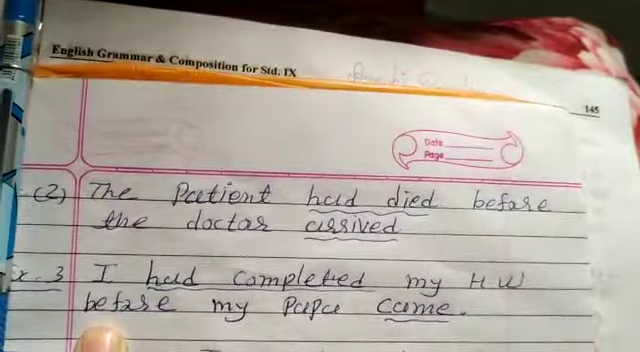 English Grammar & Composition for Std. IX
145
Date
Page
(2) The Patient had died before
the doctor arrived
x. 3 I had completed my HW
before my Papa came.